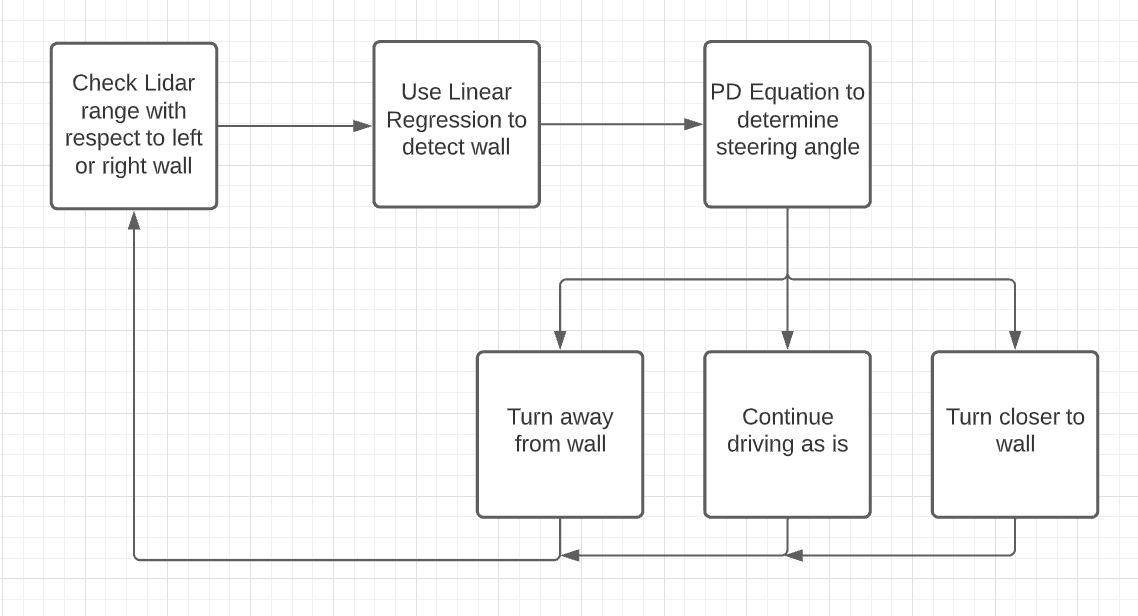 Check Lidar
range with
respect to left
or right wall
Use Linear
Regression to
detect wall
PD Equation to
determine
steering angle
Turn away
from wall
Continue
driving as is
Turn closer to
wall